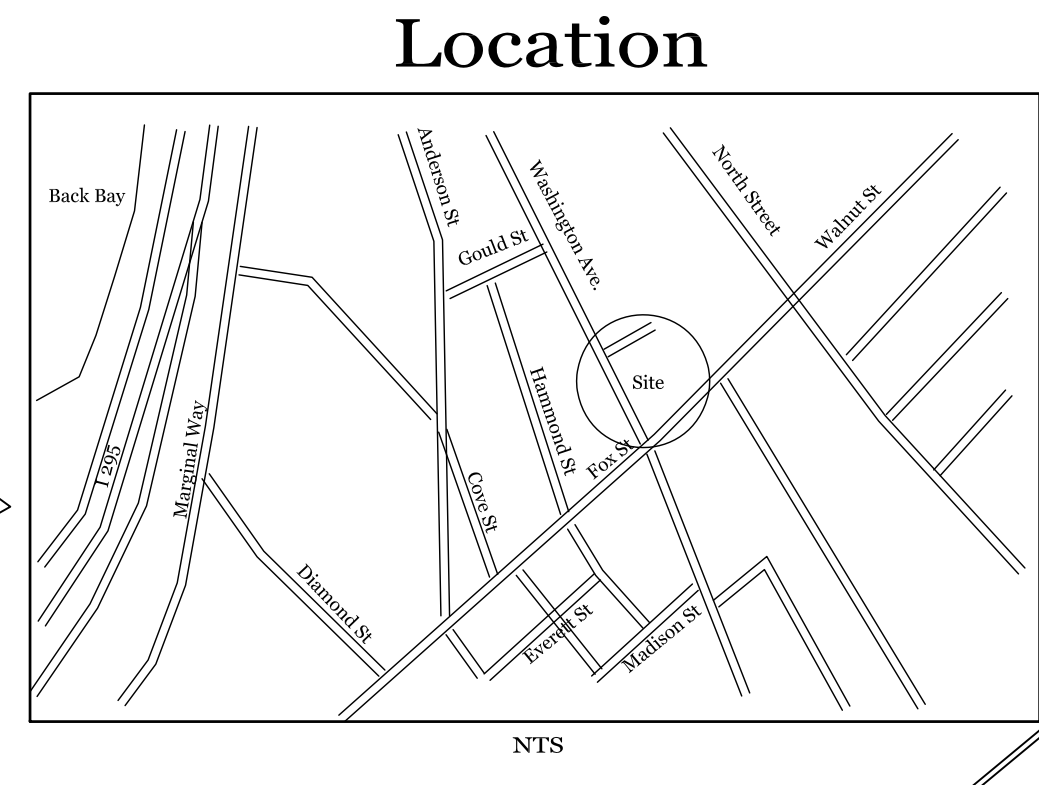 Location
Back Bay
Anderson St
Gould St
Washington Ave.
North Street
Walnut St
Site
Hammond St
Fox St
I 295
Marginal Way
Cove St
Diamond St
Everett St
Madison St
NTS